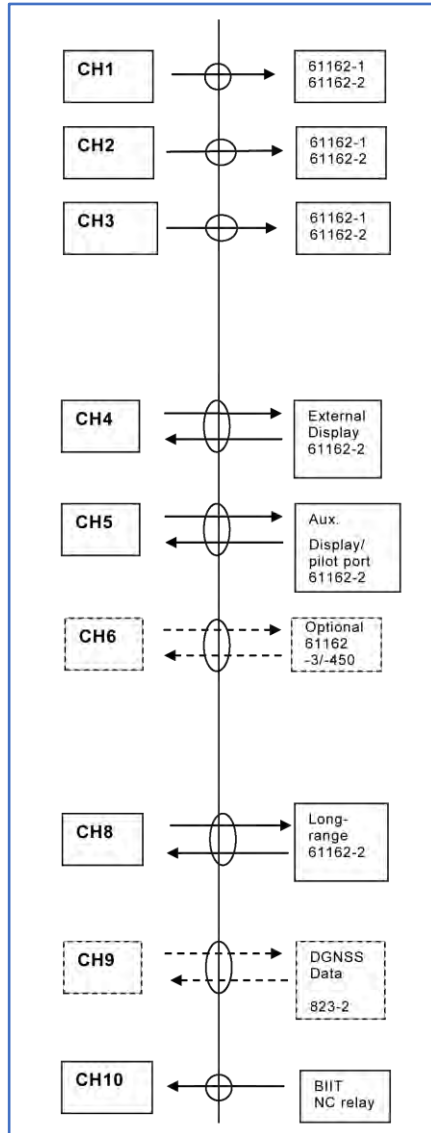 CH1
61162-1
61162-2
CH2
61162-1
61162-2
CH3
61162-1
61162-2
CH4
External
Display
61162-2
CH5
Aux.
Display/
pilot port
61162-2
CH6
Optional
61162
-3/-450
CH8
Long-
range
61162-2
CH9
DGNSS
Data
823-2
CH10
BIIT
NC relay